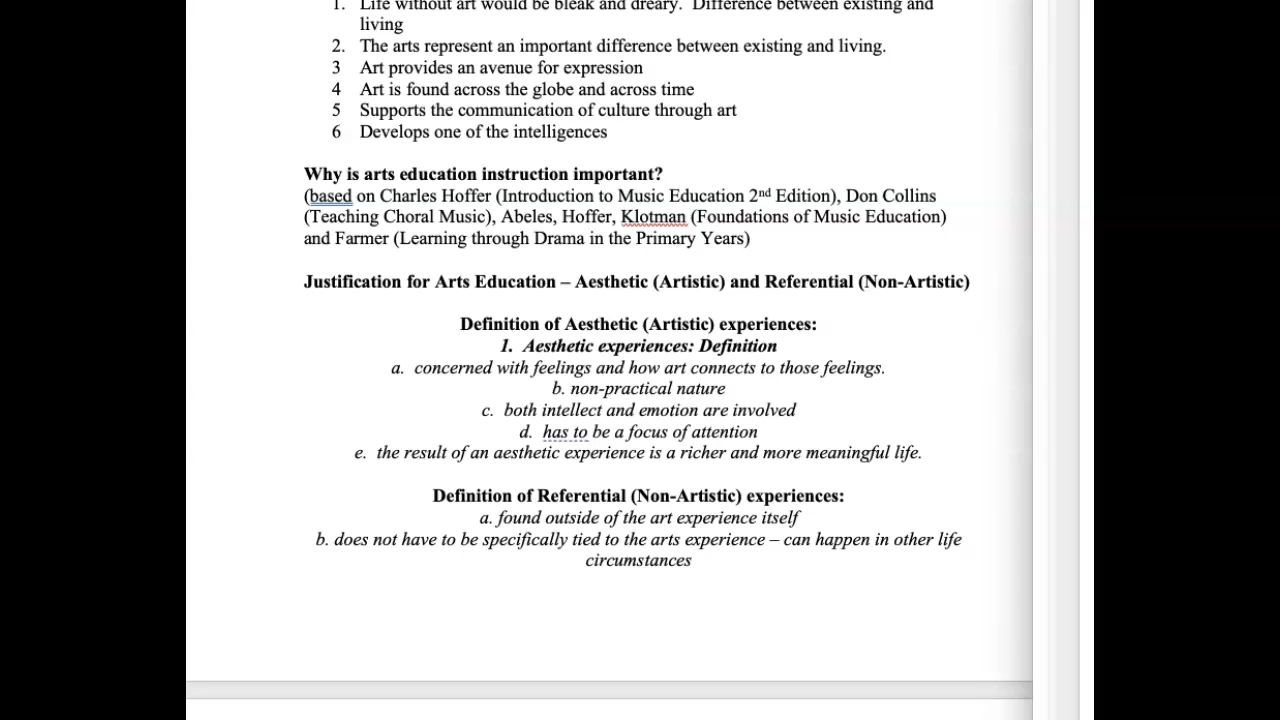 1. Life without art would be bleak and dreary. Difference between existing and
living
2. The arts represent an important difference between existing and living.
3 Art provides an avenue for expression
4 Art is found across the globe and across time
5 Supports the communication of culture through art
6 Develops one of the intelligences
Why is arts education instruction important?
(based on Charles Hoffer (Introduction to Music Education 2nd Edition), Don Collins
(Teaching Choral Music), Abeles, Hoffer, Klotman (Foundations of Music Education)
and Farmer (Learning through Drama in the Primary Years)
Justification for Arts Education – Aesthetic (Artistic) and Referential (Non-Artistic)
Definition of Aesthetic (Artistic) experiences:
1. Aesthetic experiences: Definition
a. concerned with feelings and how art connects to those feelings.
b. non-practical nature
c. both intellect and emotion are involved
d. has to be a focus of attention
e. the result of an aesthetic experience is a richer and more meaningful life.
Definition of Referential (Non-Artistic) experiences:
a. found outside of the art experience itself
b. does not have to be specifically tied to the arts experience – can happen in other life
circumstances